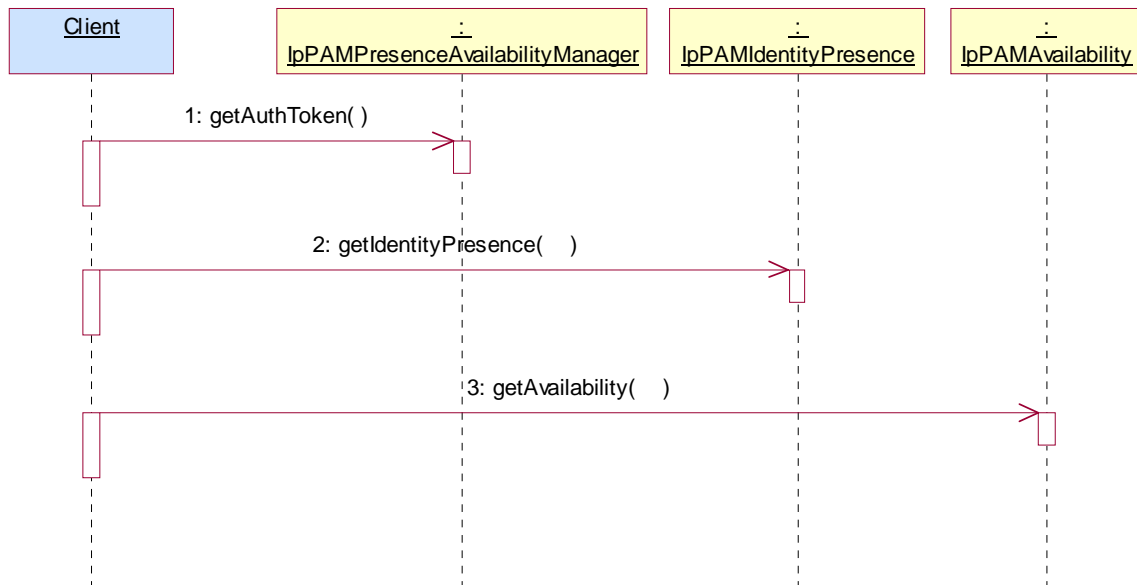 Client
:
IpPAMPresenceAvailabilityManager
:
IpPAMIdentityPresence
:
IpPAMAvailability
1: getAuthToken( )
2: getIdentityPresence(    )
3: getAvailability(    )